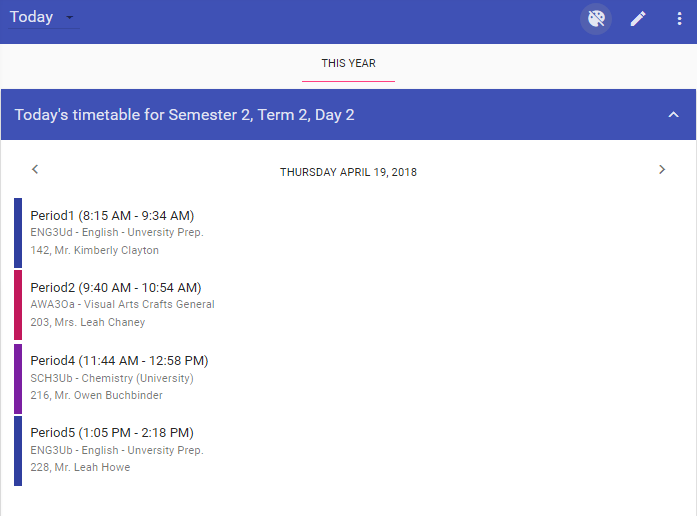 Today
THIS YEAR
Today's timetable for Semester 2, Term 2, Day 2
THURSDAY APRIL 19, 2018
Period1 (8:15 AM - 9:34 AM)
ENG3Ud - English - Unversity Prep.
142, Mr. Kimberly Clayton
Period2 (9:40 AM - 10:54 AM)
AWA3Oa - Visual Arts Crafts General
203, Mrs. Leah Chaney
Period4 (11:44 AM - 12:58 PM)
SCH3Ub - Chemistry (University)
216, Mr. Owen Buchbinder
Period5 (1:05 PM - 2:18 PM)
ENG3Ub - English - Unversity Prep.
228, Mr. Leah Howe